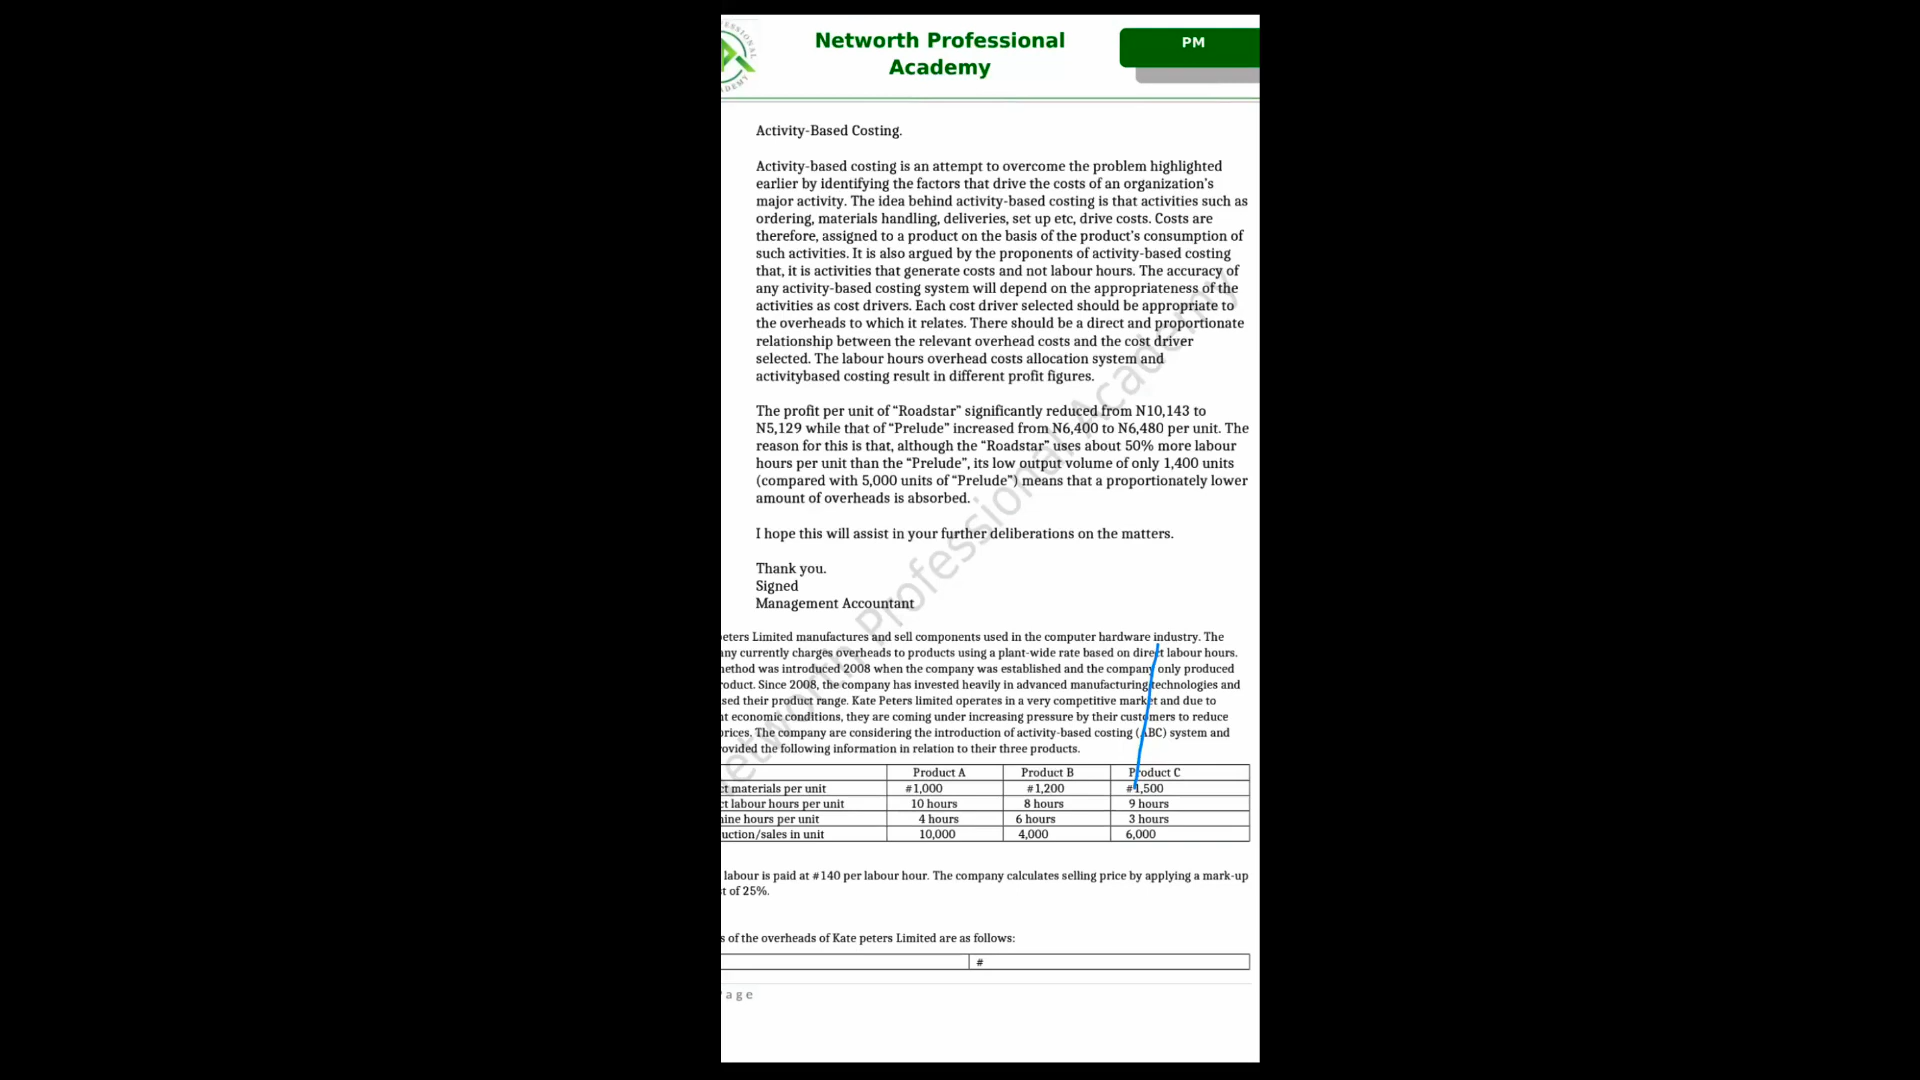 Networth Professional
Academy
PM
Activity-Based Costing.
Activity-based costing is an attempt to overcome the problem highlighted
earlier by identifying the factors that drive the costs of an organization's
major activity. The idea behind activity-based costing is that activities such as
ordering, materials handling, deliveries, set up etc, drive costs. Costs are
therefore, assigned to a product on the basis of the product's consumption of
such activities. It is also argued by the proponents of activity-based costing
that, it is activities that generate costs and not labour hours. The accuracy of
any activity-based costing system will depend on the appropriateness of the
activities as cost drivers. Each cost driver selected should be appropriate to
the overheads to which it relates. There should be a direct and proportionate
relationship between the relevant overhead costs and the cost driver
selected. The labour hours overhead costs allocation system and
activitybased costing result in different profit figures.
The profit per unit of “Roadstar” significantly reduced from N10,143 to
N5,129 while that of “Prelude” increased from N6,400 to N6,480 per unit. The
reason for this is that, although the “Roadstar” uses about 50% more labour
hours per unit than the “Prelude”, its low output volume of only 1,400 units
(compared with 5,000 units of “Prelude”) means that a proportionately lower
amount of overheads is absorbed.
I hope this will assist in your further deliberations on the matters.
Thank you.
Signed
Management Accountant
eters Limited manufactures and sell components used in the computer hardware industry. The
ny currently charges overheads to products using a plant-wide rate based on direct labour hours.
ethod was introduced 2008 when the company was established and the company only produced
roduct. Since 2008, the company has invested heavily in advanced manufacturing technologies and
sed their product range. Kate Peters limited operates in a very competitive market and due to
nt economic conditions, they are coming under increasing pressure by their customers to reduce
prices. The company are considering the introduction of activity-based costing (ABC) system and
ovided the following information in relation to their three products.
Product A Product B Product C
ct materials per unit #1,000 #1,200 #1,500
ct labour hours per unit 10 hours 8 hours 9 hours
ine hours per unit 4 hours 6 hours 3 hours
uction/sales in unit 10,000 4,000 6,000
labour is paid at #140 per labour hour. The company calculates selling price by applying a mark-up
t of 25%.
s of the overheads of Kate peters Limited are as follows:
#
age
Networth Professional Academy